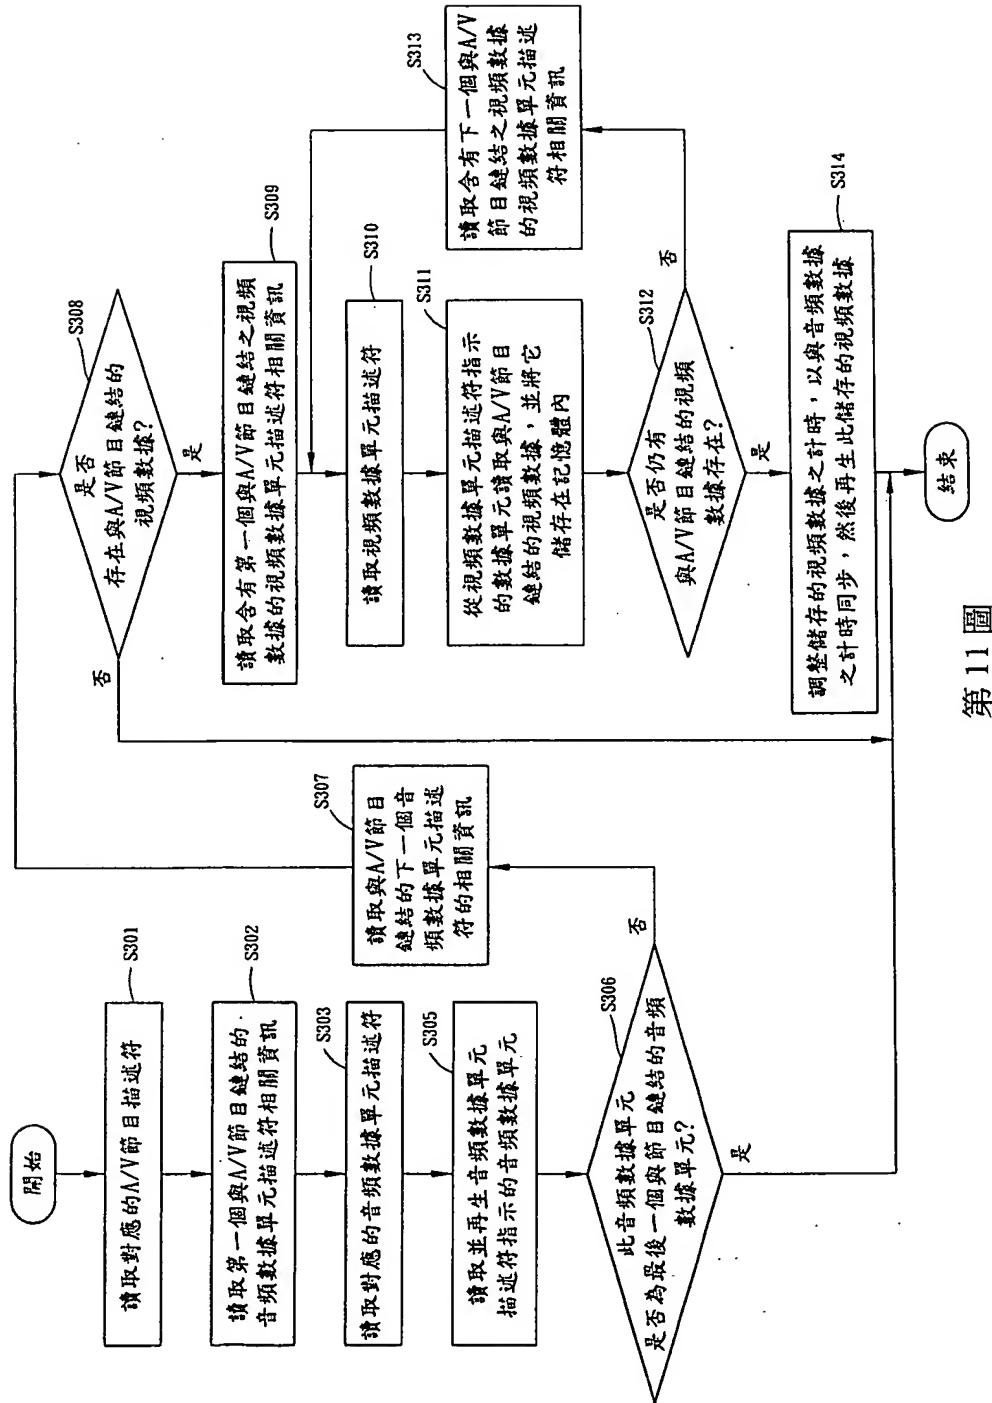 開始
S301
讀取對應的A/V節目描述符
S302
讀取第一個與A/V節目鏈結的
音頻數據單元描述符相關資訊
S303
讀取對應的音頻數據單元描述符
S305
讀取並再生音頻數據單元
描述符指示的音頻數據單元
S306
此音頻數據單元
是否為最後一個與節目鏈結的音頻
數據單元?
是
否
S307
讀取與A/V節目
鏈結的下一個音
頻數據單元描述
符的相關資訊
S308
是否
存在與A/V節目鏈結的
視頻數據?
否
是
S309
讀取含有第一個與A/V節目鏈結之視頻
數據的視頻數據單元描述符相關資訊
S310
讀取視頻數據單元描述符
S311
從視頻數據單元描述符指示
的數據單元讀取與A/V節目
鏈結的視頻數據,並將它
儲存在記憶體內
S312
是否仍有
與A/V節目鏈結的視頻
數據存在?
否
是
S313
讀取含有下一個與A/V
節目鏈結之視頻數據
的視頻數據單元描述
符相關資訊
S314
調整儲存的視頻數據之計時,以與音頻數據
之計時同步,然後再生此儲存的視頻數據
結束
第 11 圖